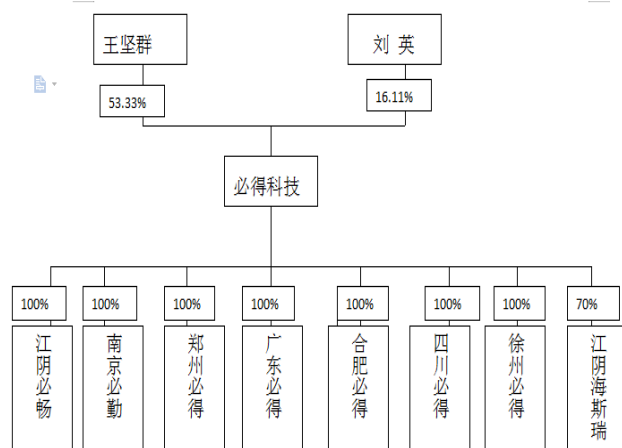 王坚群
刘 英
53.33%
16.11%
必得科技
100%
100%
100%
100%
100%
100%
100%
70%
江阴必畅
南京必勤
郑州必得
广东必得
合肥必得
四川必得
徐州必得
江阴海斯瑞